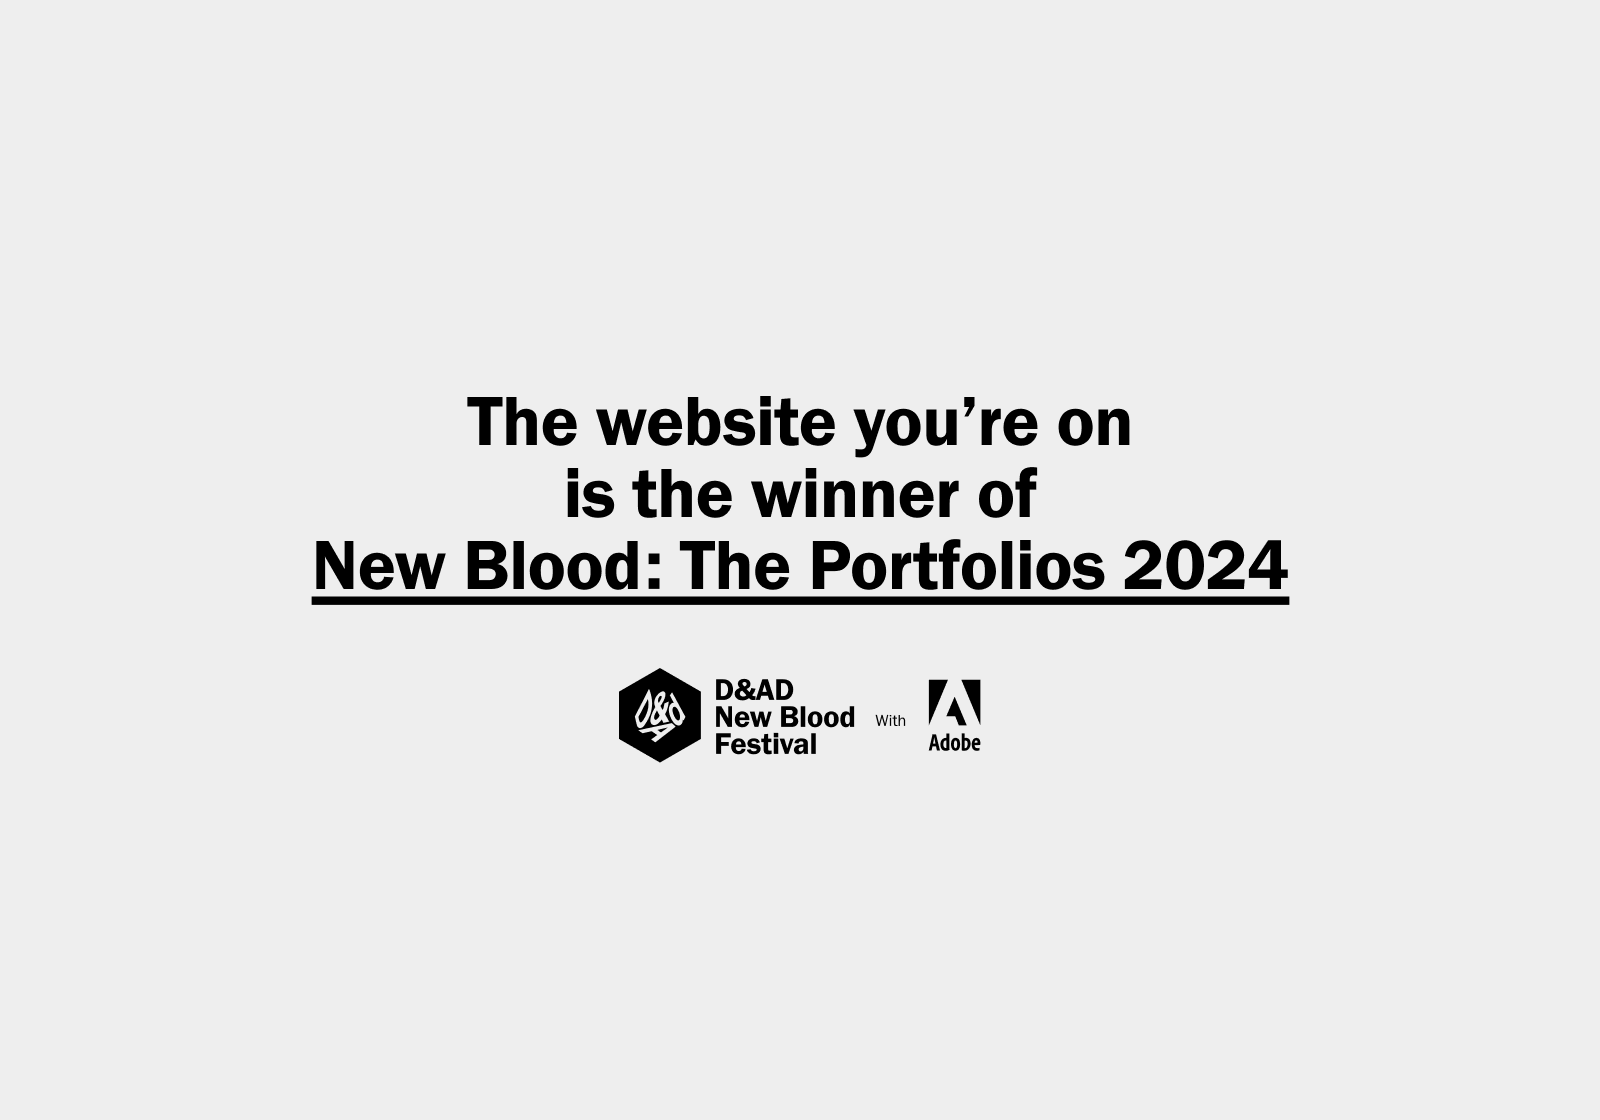 The website you’re on
is the winner of
New Blood: The Portfolios 2024
D&AD
D&AD
New Blood
Festival
With
Adobe